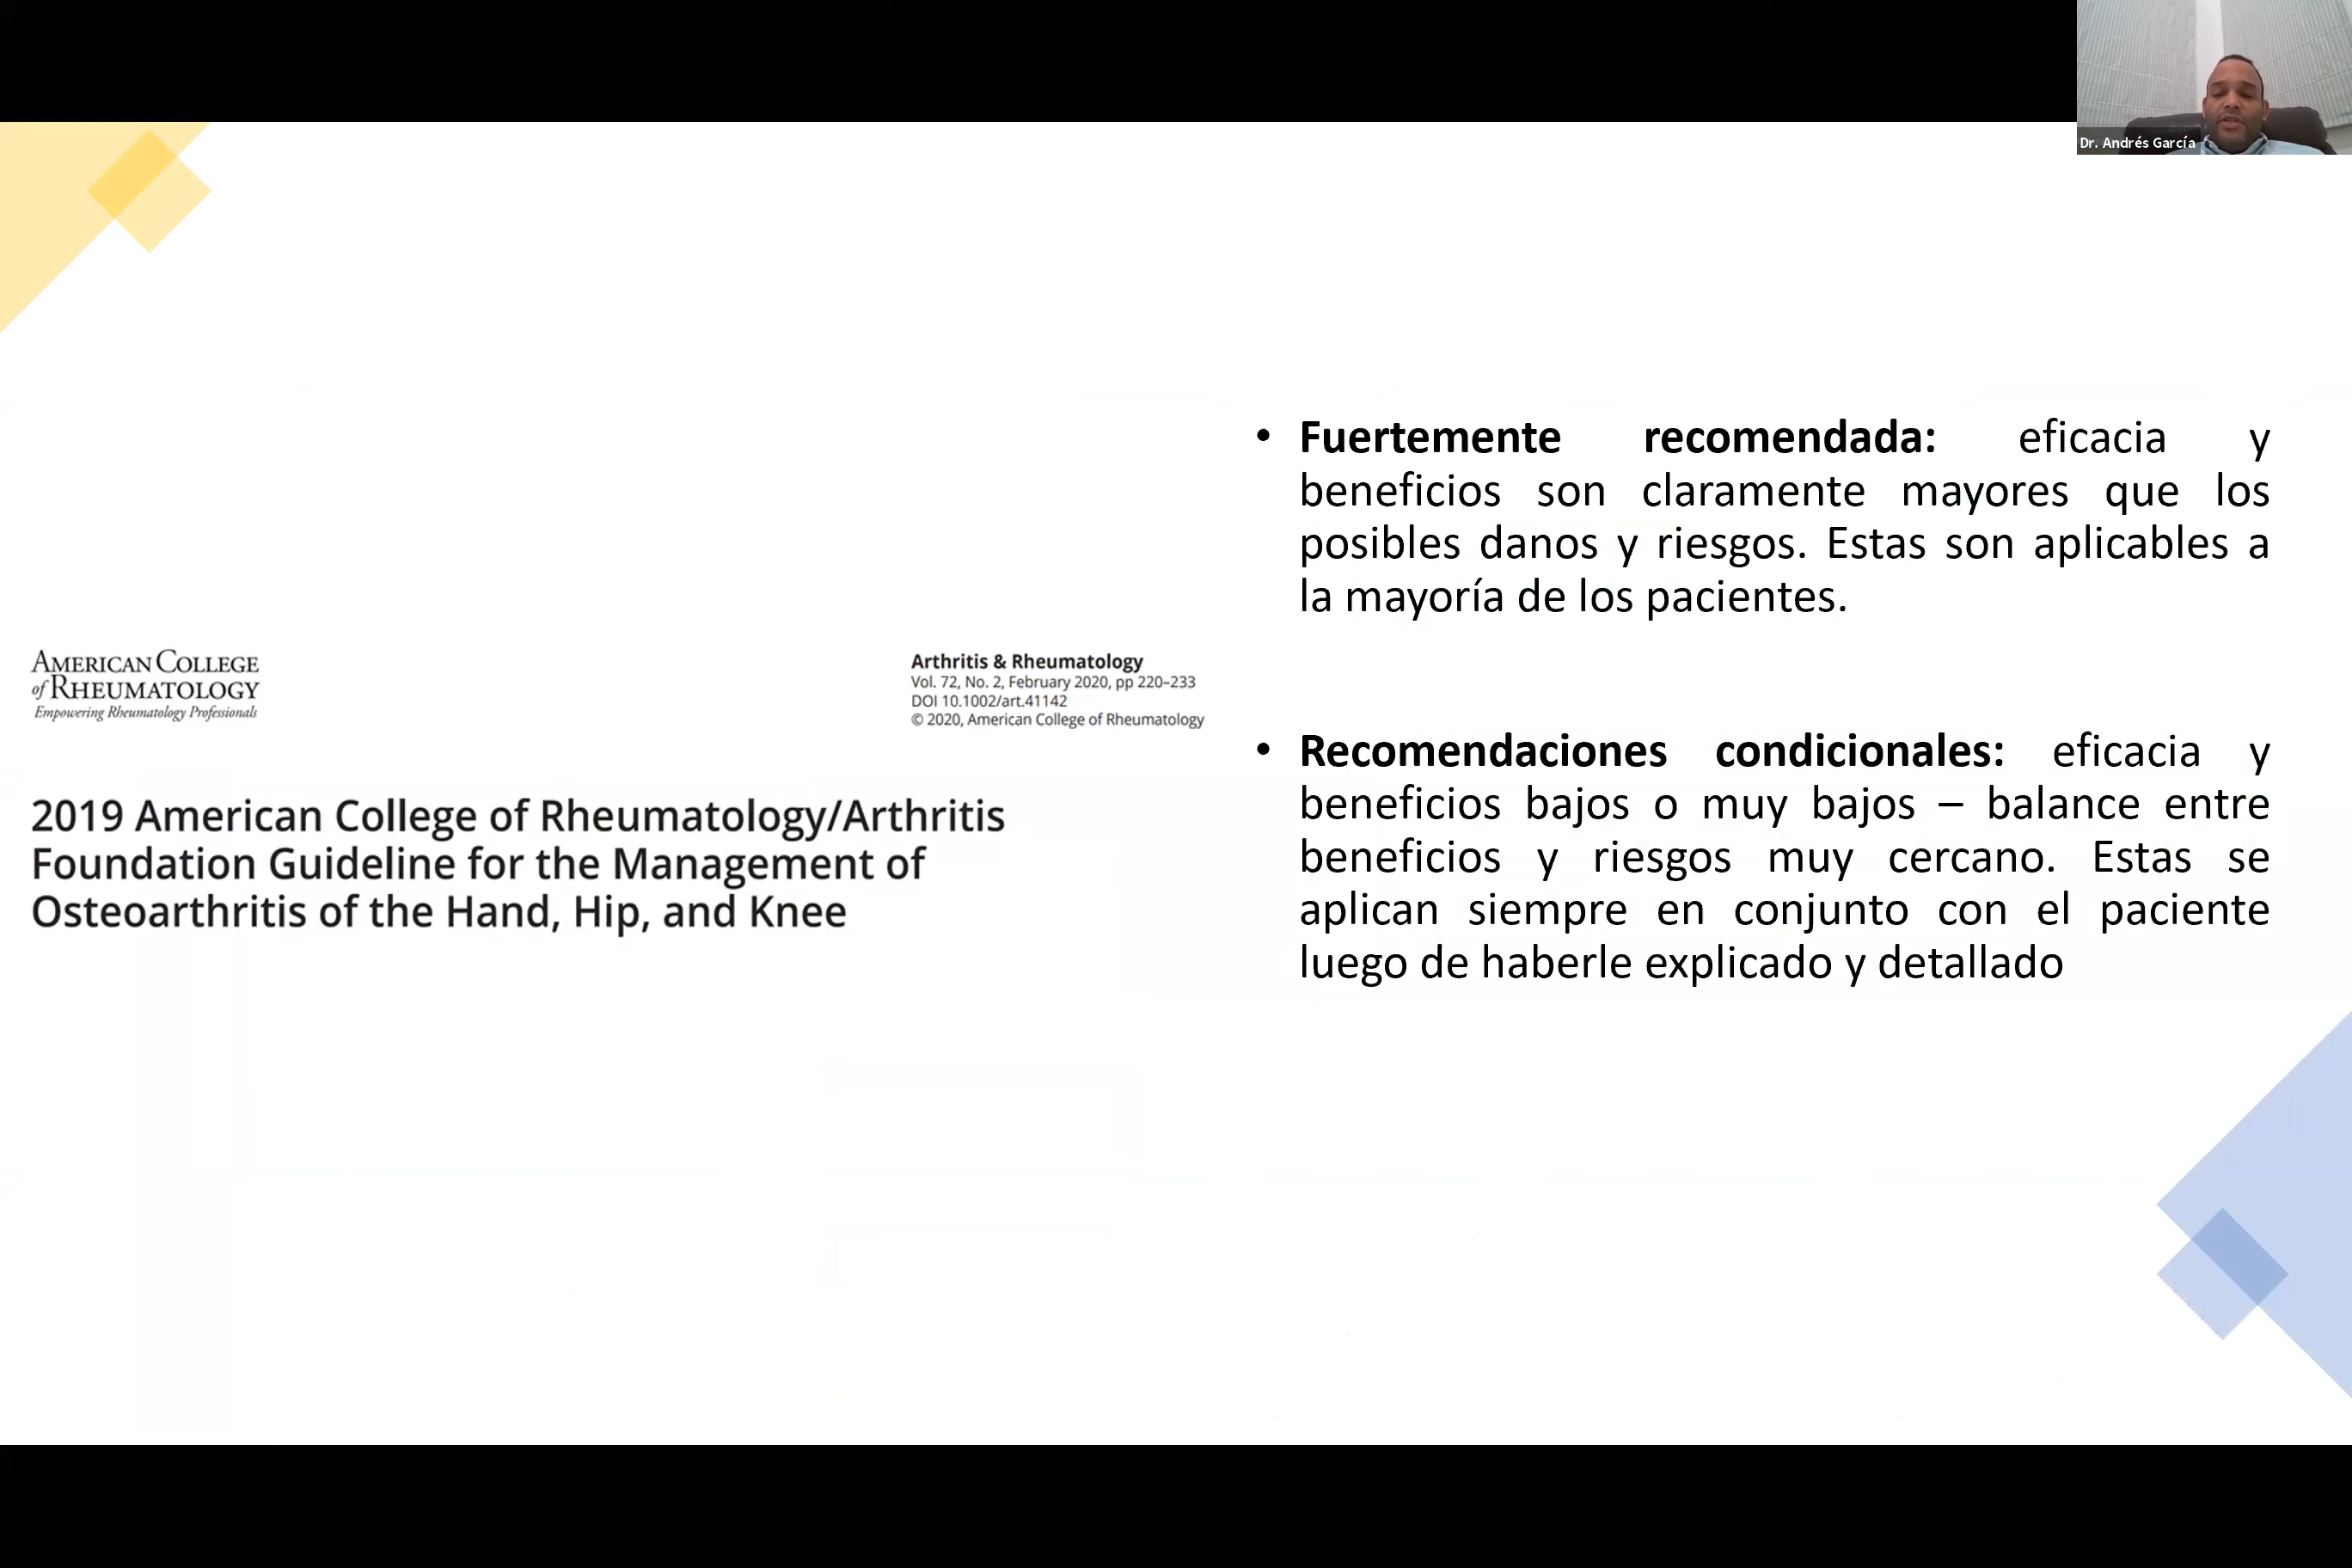 Dr. Andrés García
AMERICAN COLLEGE
of RHEUMATOLOGY
Empowering Rheumatology Professionals
Arthritis & Rheumatology
Vol. 72, No. 2, February 2020, pp 220–233
DOI 10.1002/art.41142
© 2020, American College of Rheumatology
2019 American College of Rheumatology/Arthritis
Foundation Guideline for the Management of
Osteoarthritis of the Hand, Hip, and Knee
• Fuertemente recomendada: eficacia y
beneficios son claramente mayores que los
posibles danos y riesgos. Estas son aplicables a
la mayoría de los pacientes.
• Recomendaciones condicionales: eficacia y
beneficios bajos o muy bajos – balance entre
beneficios y riesgos muy cercano. Estas se
aplican siempre en conjunto con el paciente
luego de haberle explicado y detallado